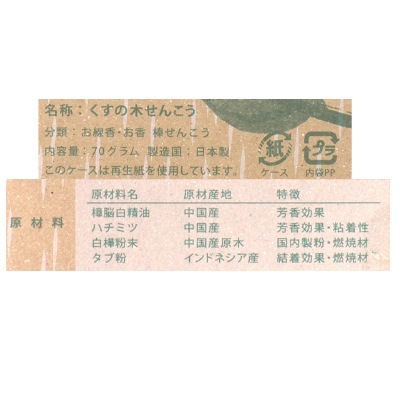 名称：くすの木せんこう
分類：お線香・お香 棒せんこう
内容量：70グラム 製造国：日本製
このケースは再生紙を使用しています。
紙
ケース
プラ
内袋PP
原材料
原材料名 原材産地 特徴
樟脳白精油 中国産 芳香効果
ハチミツ 中国産 芳香効果・粘着性
白樺粉末 中国産原木 国内製粉・燃焼材
タブ粉 インドネシア産 結着効果・燃焼材